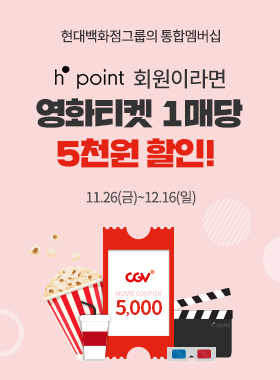 현대백화점그룹의 통합멤버십
h point 회원이라면
영화티켓 1매당
5천원 할인!
11.26(금)~12.16(일)
CGV
MOVIE COUPON
5,000
h point